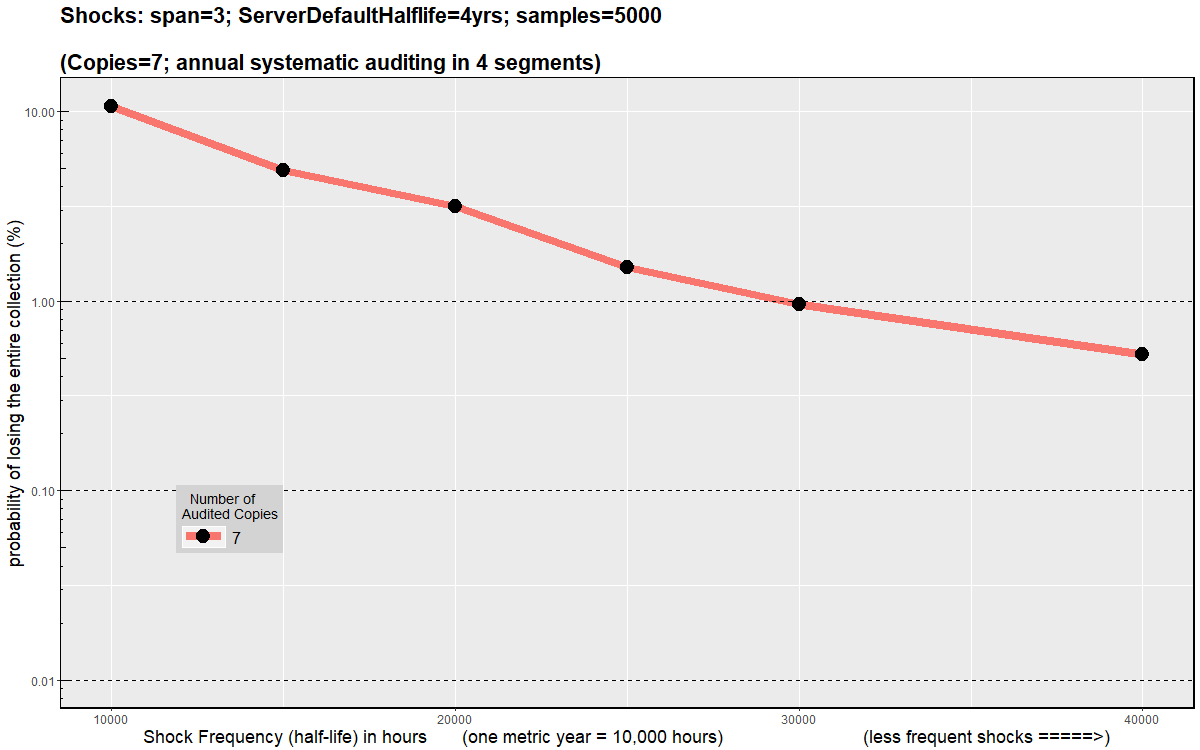 Shocks: span=3; ServerDefaultHalflife=4yrs; samples=5000
(Copies=7; annual systematic auditing in 4 segments)
probability of losing the entire collection (%)
10.00
1.00
0.10
0.01
Number of
Audited Copies
7
10000
20000
30000
40000
Shock Frequency (half-life) in hours (one metric year = 10,000 hours) (less frequent shocks =====>)